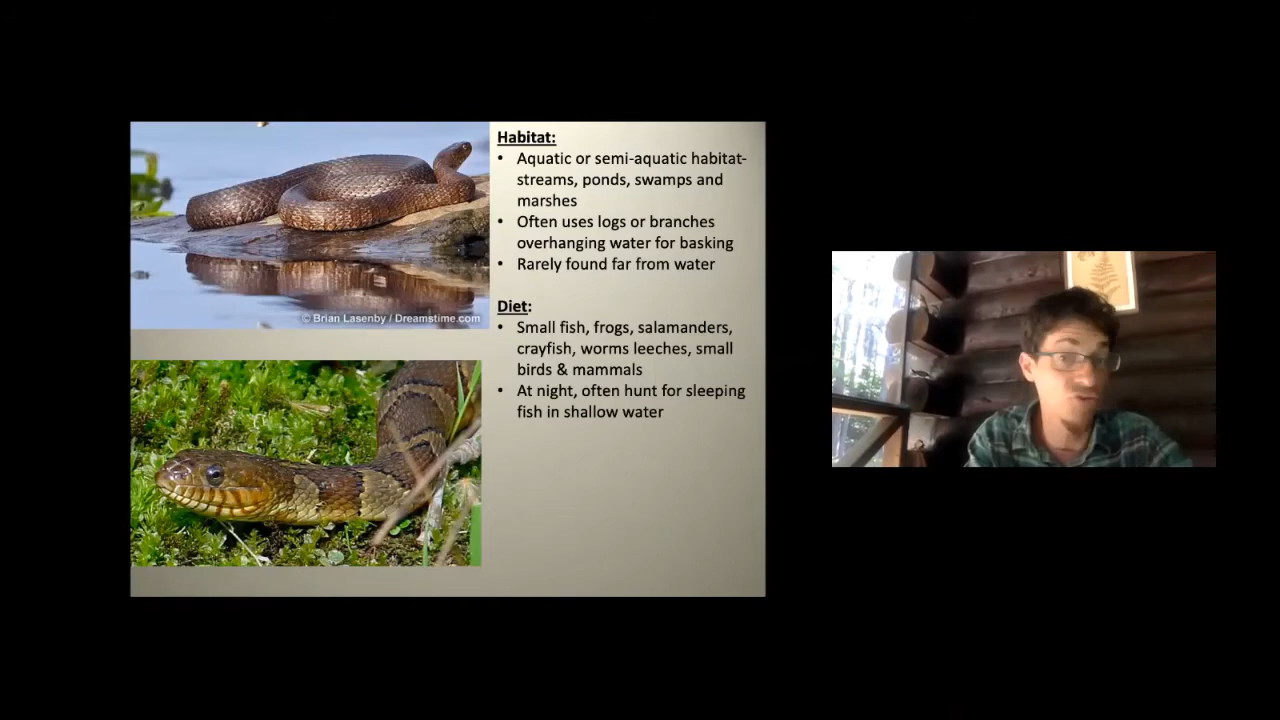 Habitat:
• Aquatic or semi-aquatic habitat-
streams, ponds, swamps and
marshes
• Often uses logs or branches
overhanging water for basking
• Rarely found far from water
Diet:
• Small fish, frogs, salamanders,
crayfish, worms leeches, small
birds & mammals
• At night, often hunt for sleeping
fish in shallow water
© Brian Lasenby / Dreamstime.com